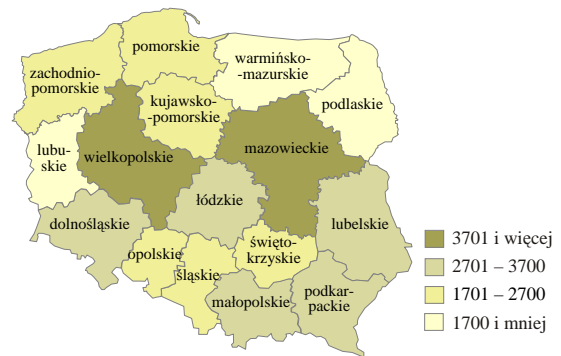 pomorskie
zachodnio-
pomorskie
warmińsko-
-mazurskie
kujawsko-
-pomorskie
podlaskie
lubu-
skie
wielkopolskie
mazowieckie
łódzkie
dolnośląskie
lubelskie
opolskie
śląskie
święto-
krzyskie
małopolskie
podkar-
packie
3701 i więcej
2701 – 3700
1701 – 2700
1700 i mniej